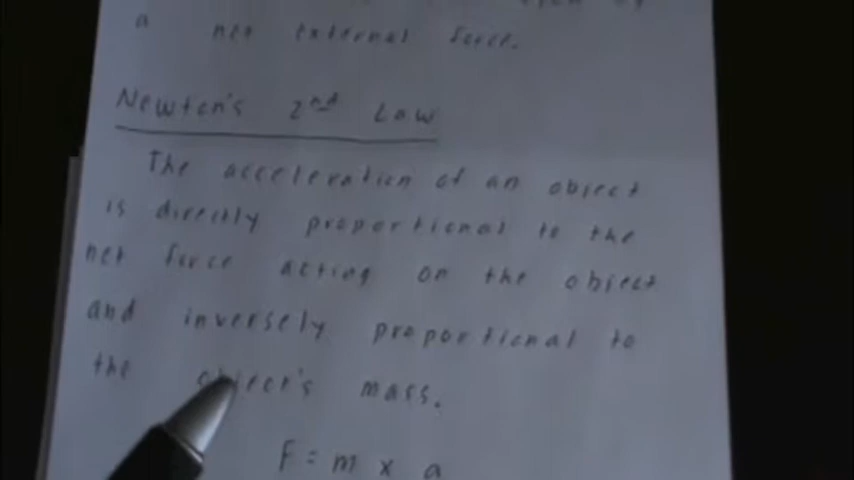 a net external force.
Newton's 2nd Law
The acceleration of an object
is directly proportional to the
net force acting on the object
and inversely proportional to
the object's mass.
F = m x a